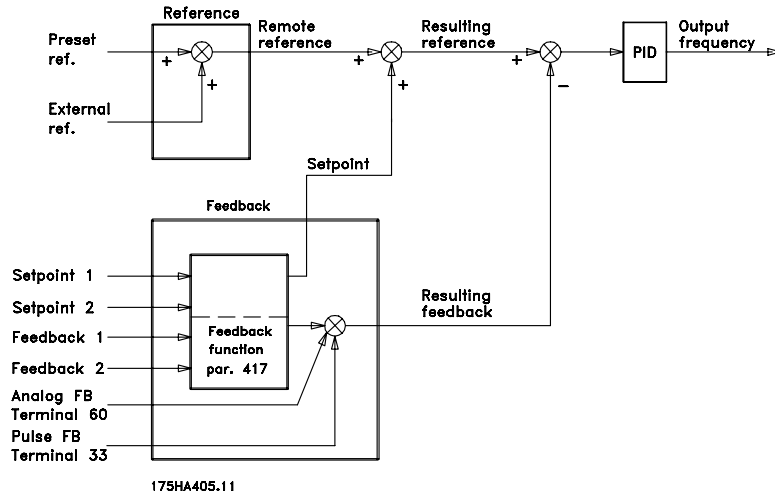 Reference
Preset
ref.
+
External
ref.
+
Remote
reference
+
+
Resulting
reference
+
−
PID
Output
frequency
Setpoint
Feedback
Setpoint 1
Setpoint 2
Feedback 1
Feedback 2
Feedback
function
par. 417
Analog FB
Terminal 60
Pulse FB
Terminal 33
Resulting
feedback
175HA405.11